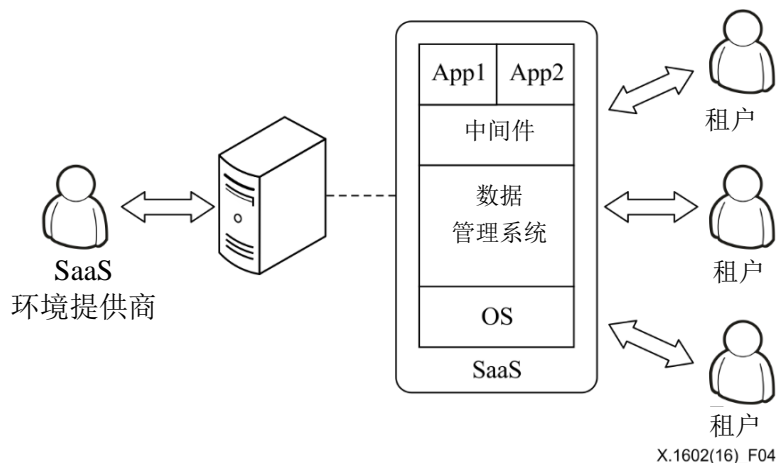 App1
App2
中间件
数据
管理系统
OS
SaaS
SaaS
环境提供商
租户
租户
租户
X.1602(16)_F04